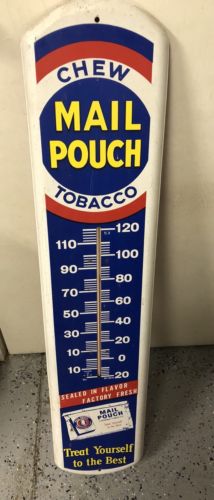 CHEW
MAIL
POUCH
TOBACCO
120
110
100
90
80
70
60
50
40
30
20
10
0
10
20
SEALED IN FLAVOR
FACTORY FRESH
MAIL
POUCH
Treat Yourself
to the Best